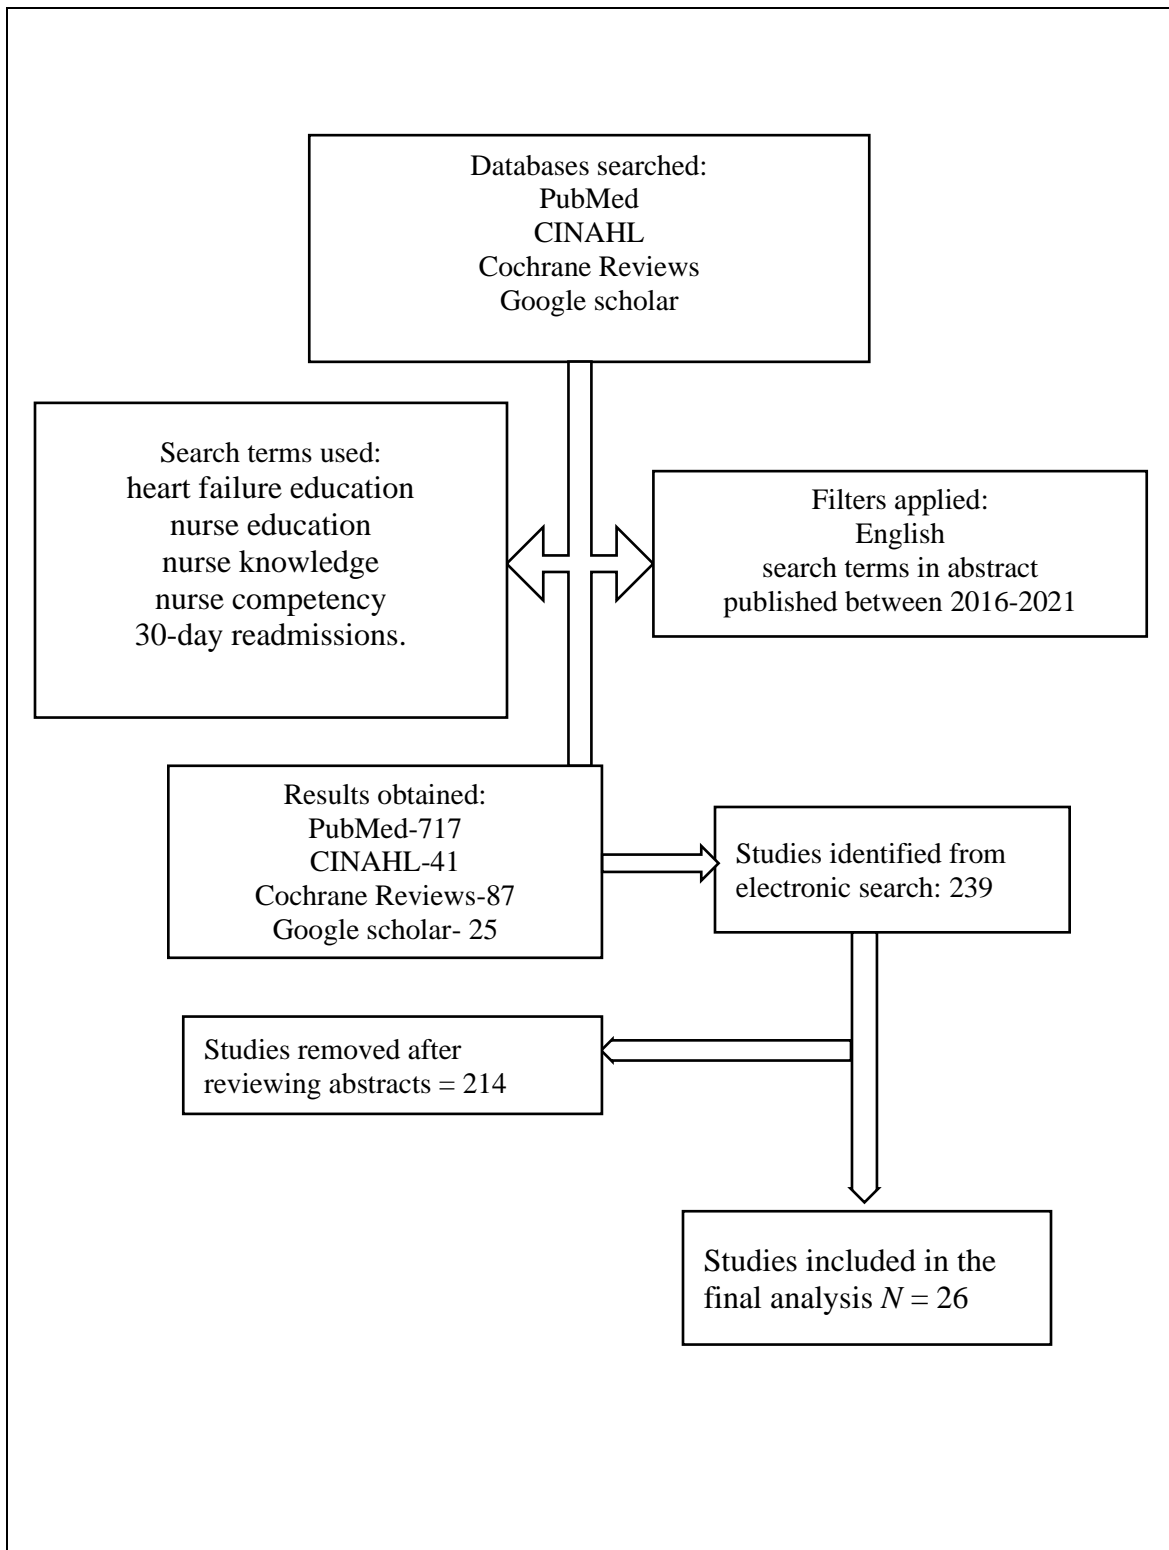 Databases searched:
PubMed
CINAHL
Cochrane Reviews
Google scholar
Search terms used:
heart failure education
nurse education
nurse knowledge
nurse competency
30-day readmissions.
Filters applied:
English
search terms in abstract
published between 2016-2021
Results obtained:
PubMed-717
CINAHL-41
Cochrane Reviews-87
Google scholar- 25
Studies identified from
electronic search: 239
Studies removed after
reviewing abstracts = 214
Studies included in the
final analysis N = 26